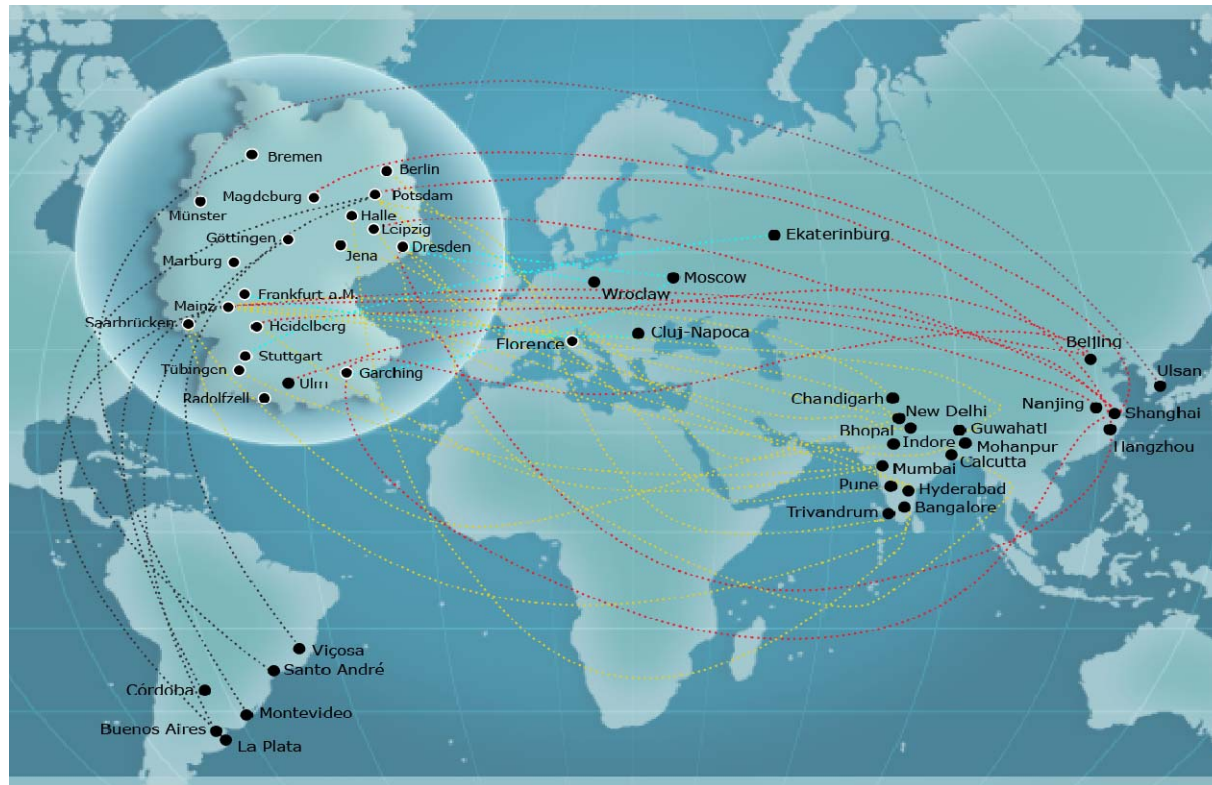 Bremen
Berlin
Magdeburg
Potsdam
Münster
Halle
Leipzig
Göttingen
Dresden
Jena
Marburg
Frankfurt a.M.
Mainz
Saarbrücken
Heidelberg
Stuttgart
Tübingen
Ulm
Garching
Radolfzell
Ekaterinburg
Moscow
Wroclaw
Cluj-Napoca
Florence
Beijing
Ulsan
Chandigarh
Nanjing
Shanghai
New Delhi
Bhopal
Guwahati
Hangzhou
Indore
Mohanpur
Calcutta
Mumbai
Pune
Hyderabad
Trivandrum
Bangalore
Viçosa
Santo André
Córdoba
Montevideo
Buenos Aires
La Plata